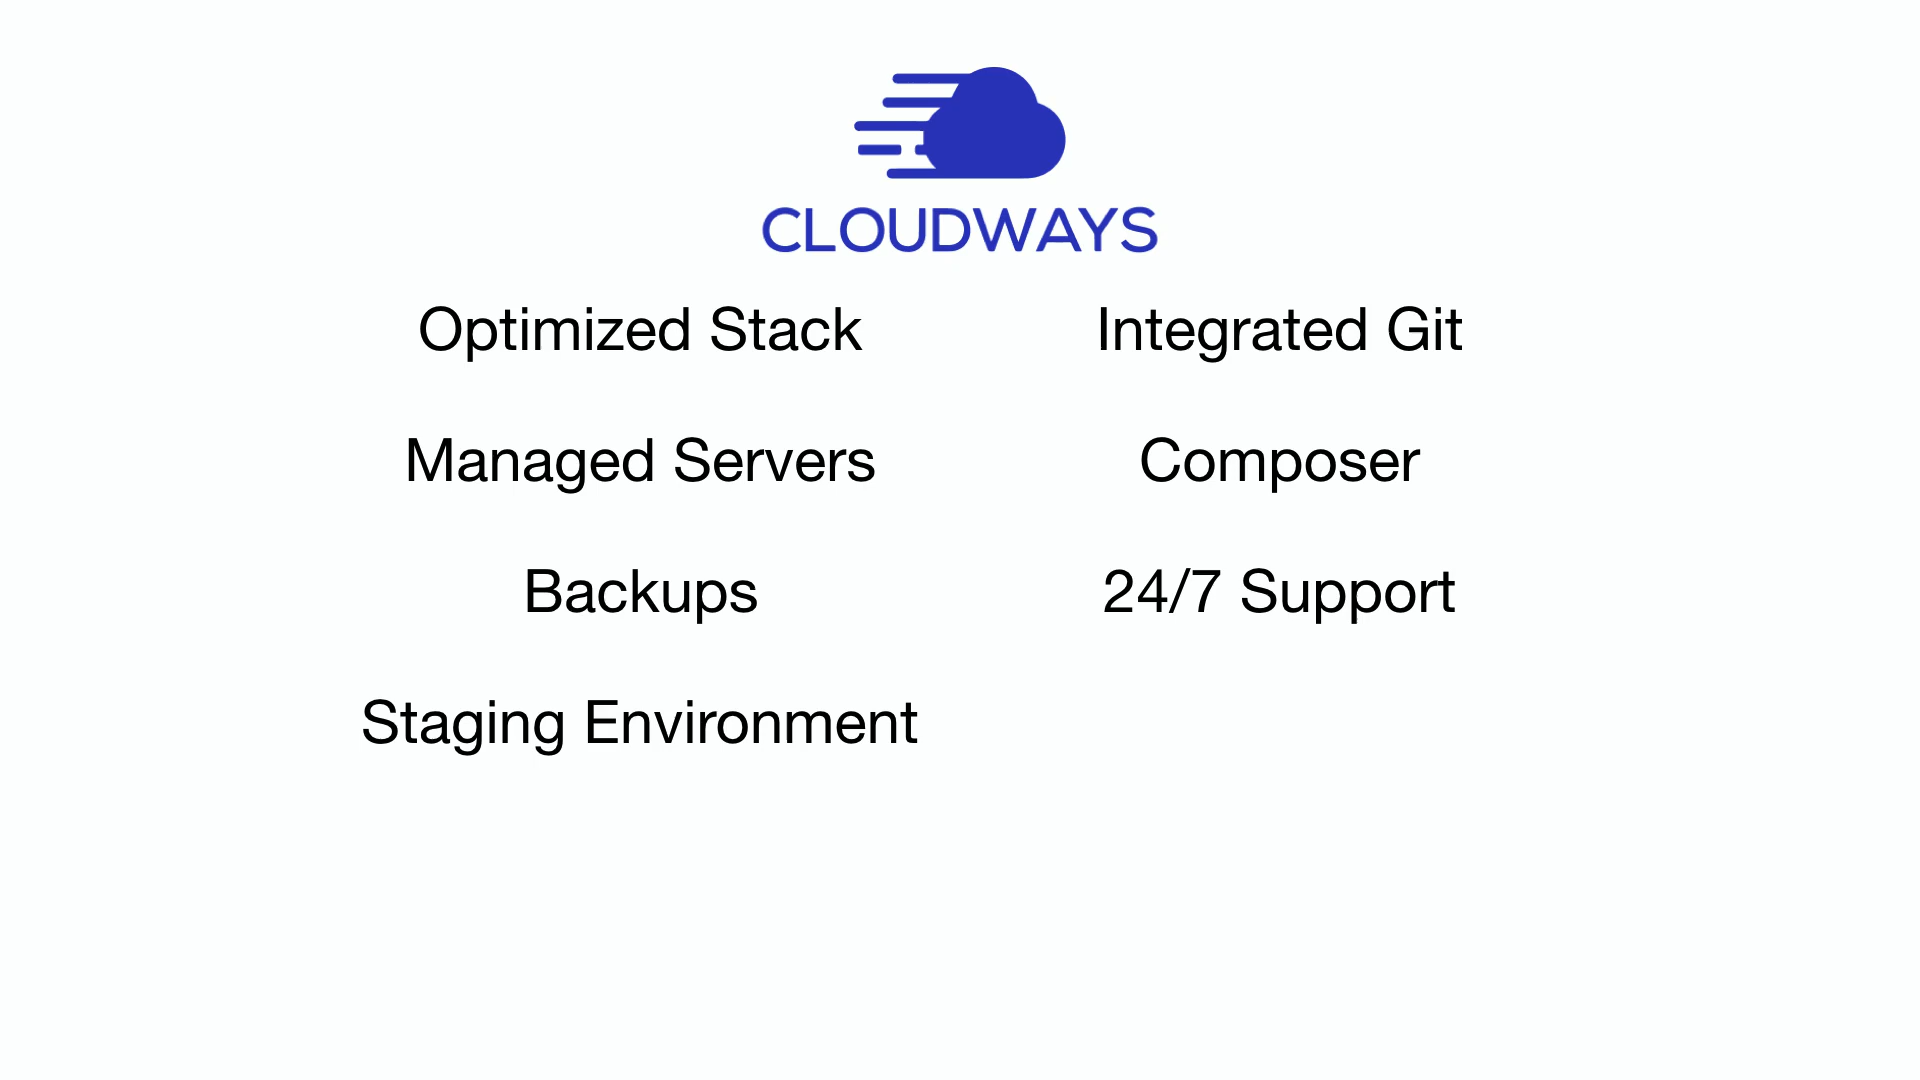 CLOUDWAYS
Optimized Stack
Integrated Git
Managed Servers
Composer
Backups
24/7 Support
Staging Environment